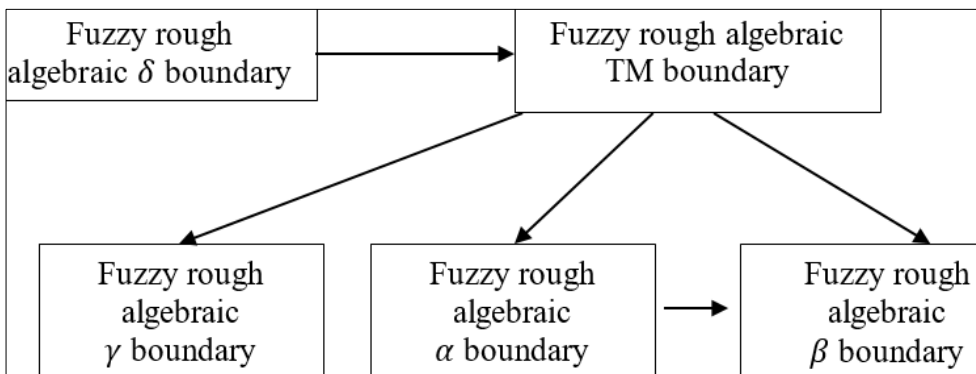 Fuzzy rough
algebraic δ boundary
Fuzzy rough algebraic
TM boundary
Fuzzy rough
algebraic
γ boundary
Fuzzy rough
algebraic
α boundary
Fuzzy rough
algebraic
β boundary